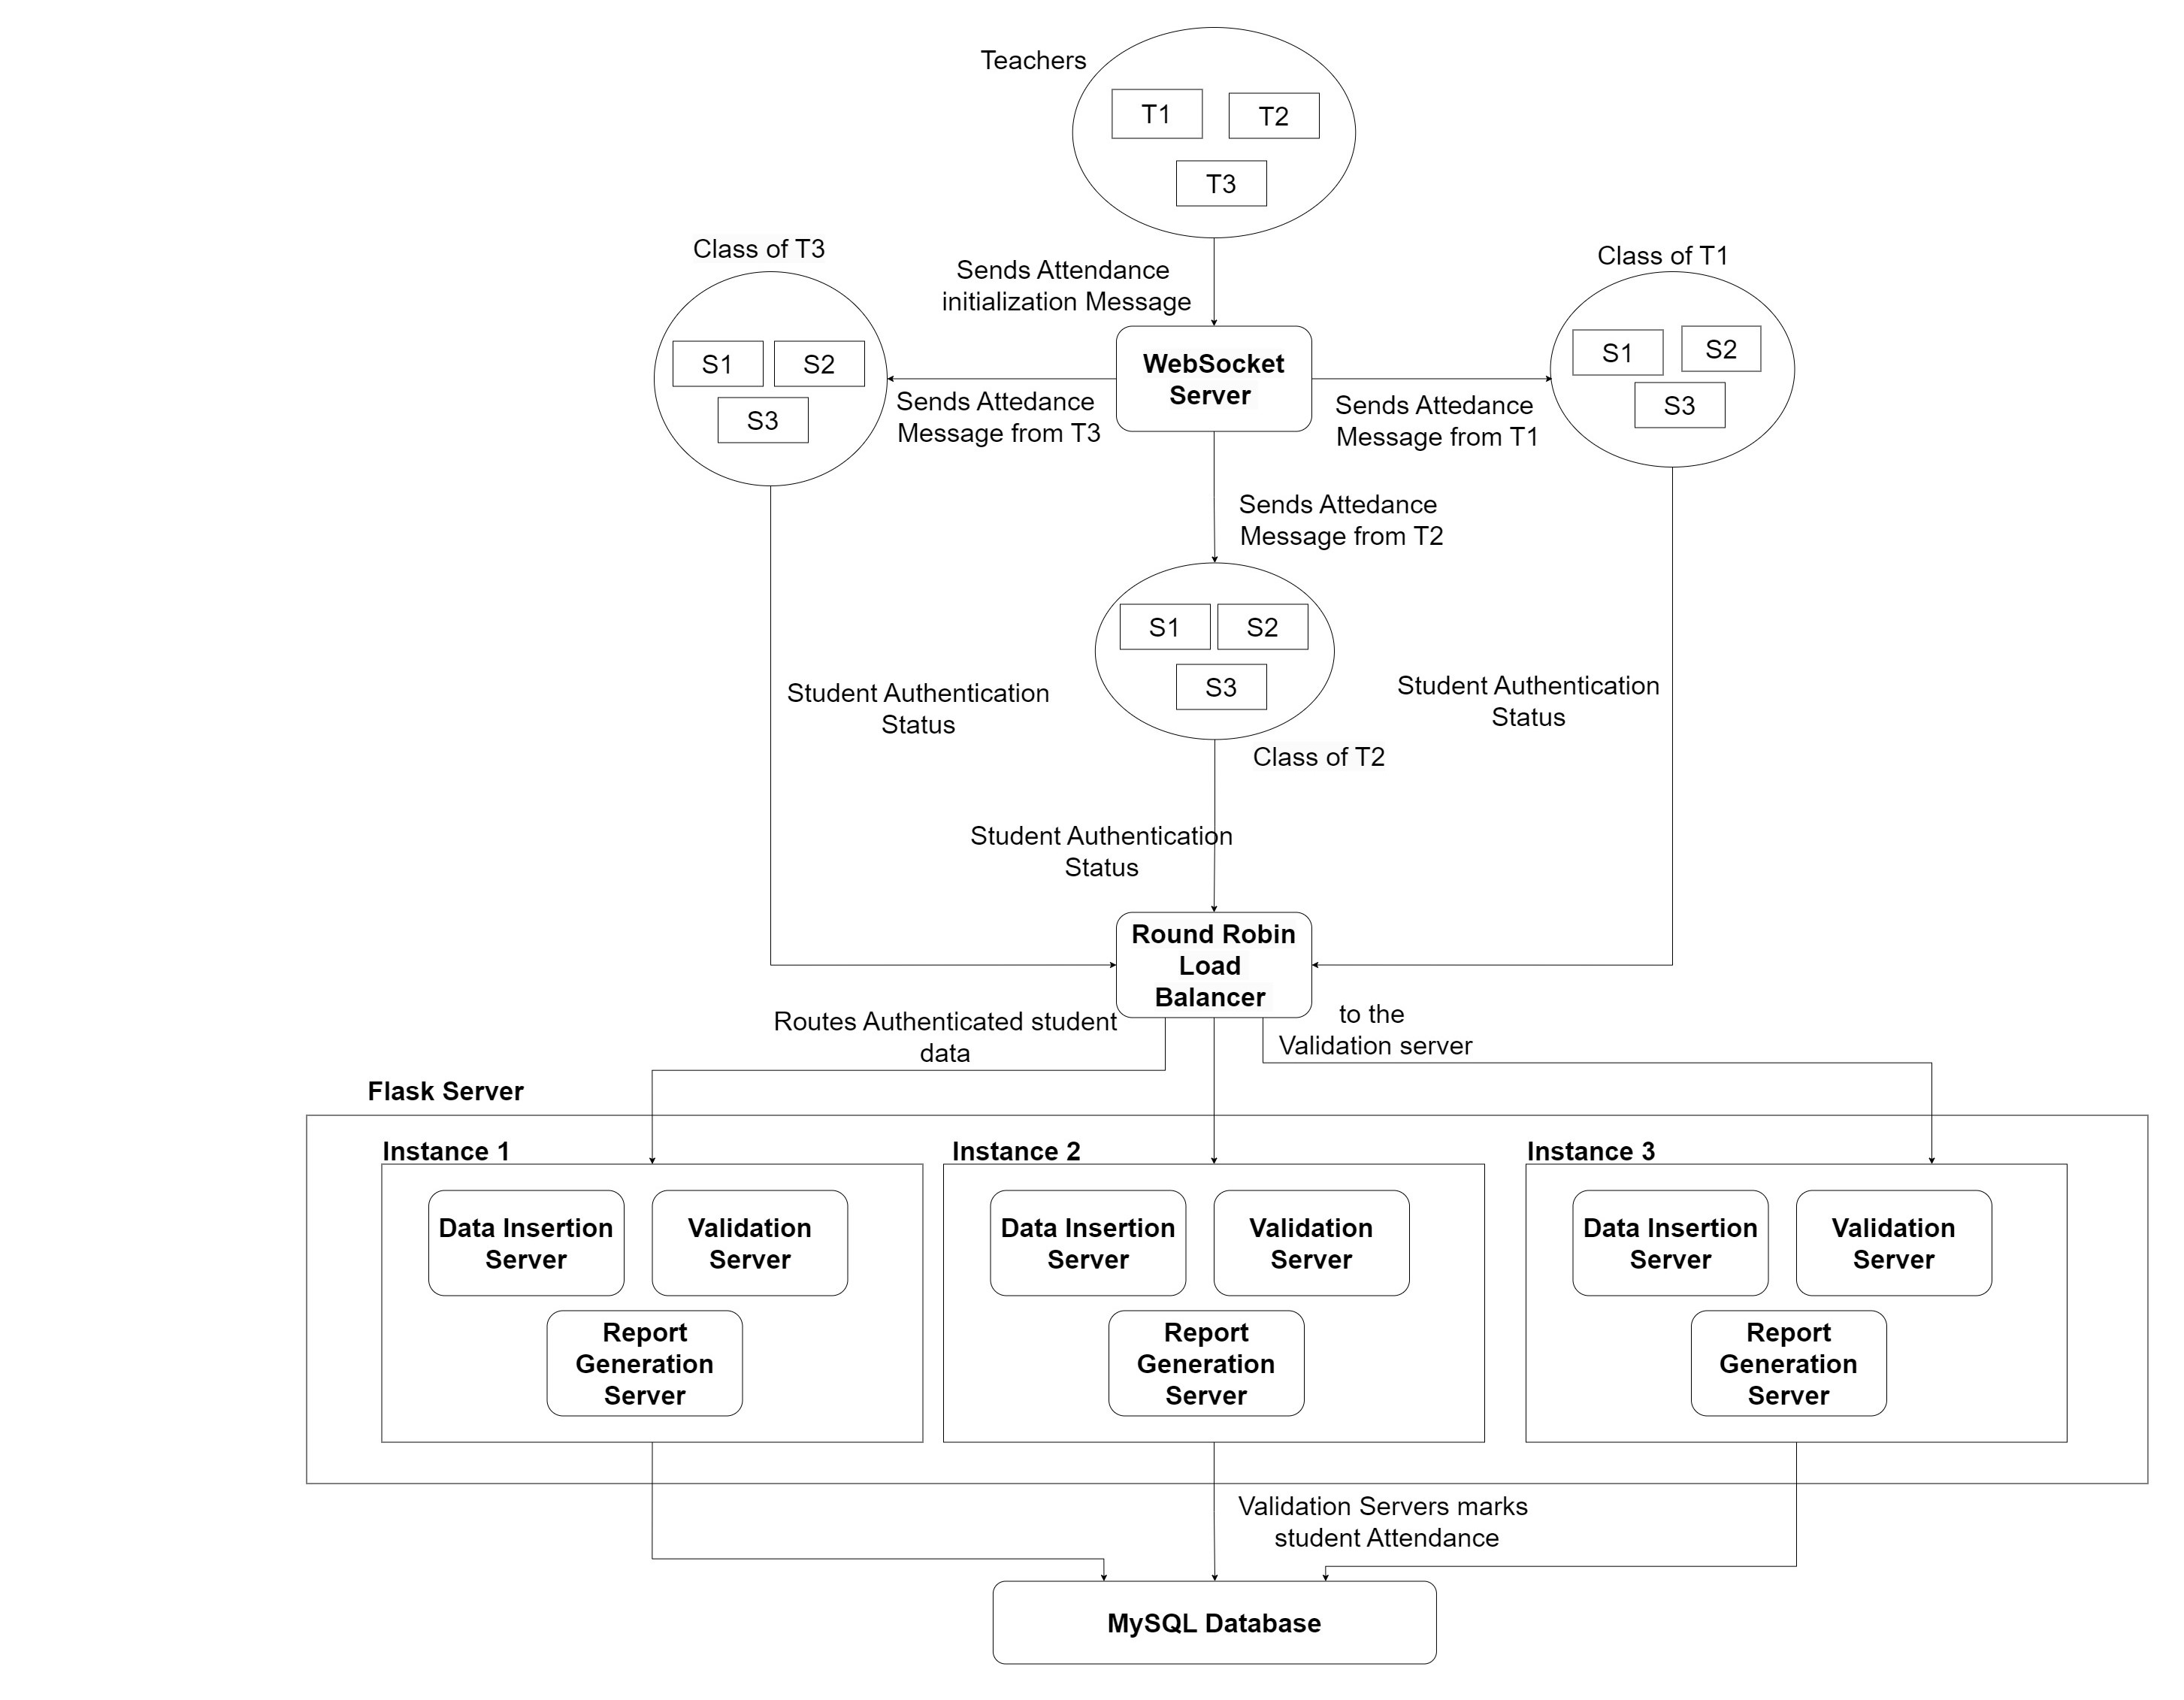 Teachers
T1
T2
T3
Class of T3
Class of T1
Sends Attendance
initialization Message
S1
S2
S3
WebSocket
Server
S1
S2
S3
Sends Attedance
Message from T3
Sends Attedance
Message from T1
Sends Attedance
Message from T2
S1
S2
S3
Student Authentication
Status
Student Authentication
Status
Class of T2
Student Authentication
Status
Round Robin
Load
Balancer
Routes Authenticated student
data
to the
Validation server
Flask Server
Instance 1
Instance 2
Instance 3
Data Insertion
Server
Validation
Server
Report
Generation
Server
Data Insertion
Server
Validation
Server
Report
Generation
Server
Data Insertion
Server
Validation
Server
Report
Generation
Server
Validation Servers marks
student Attendance
MySQL Database